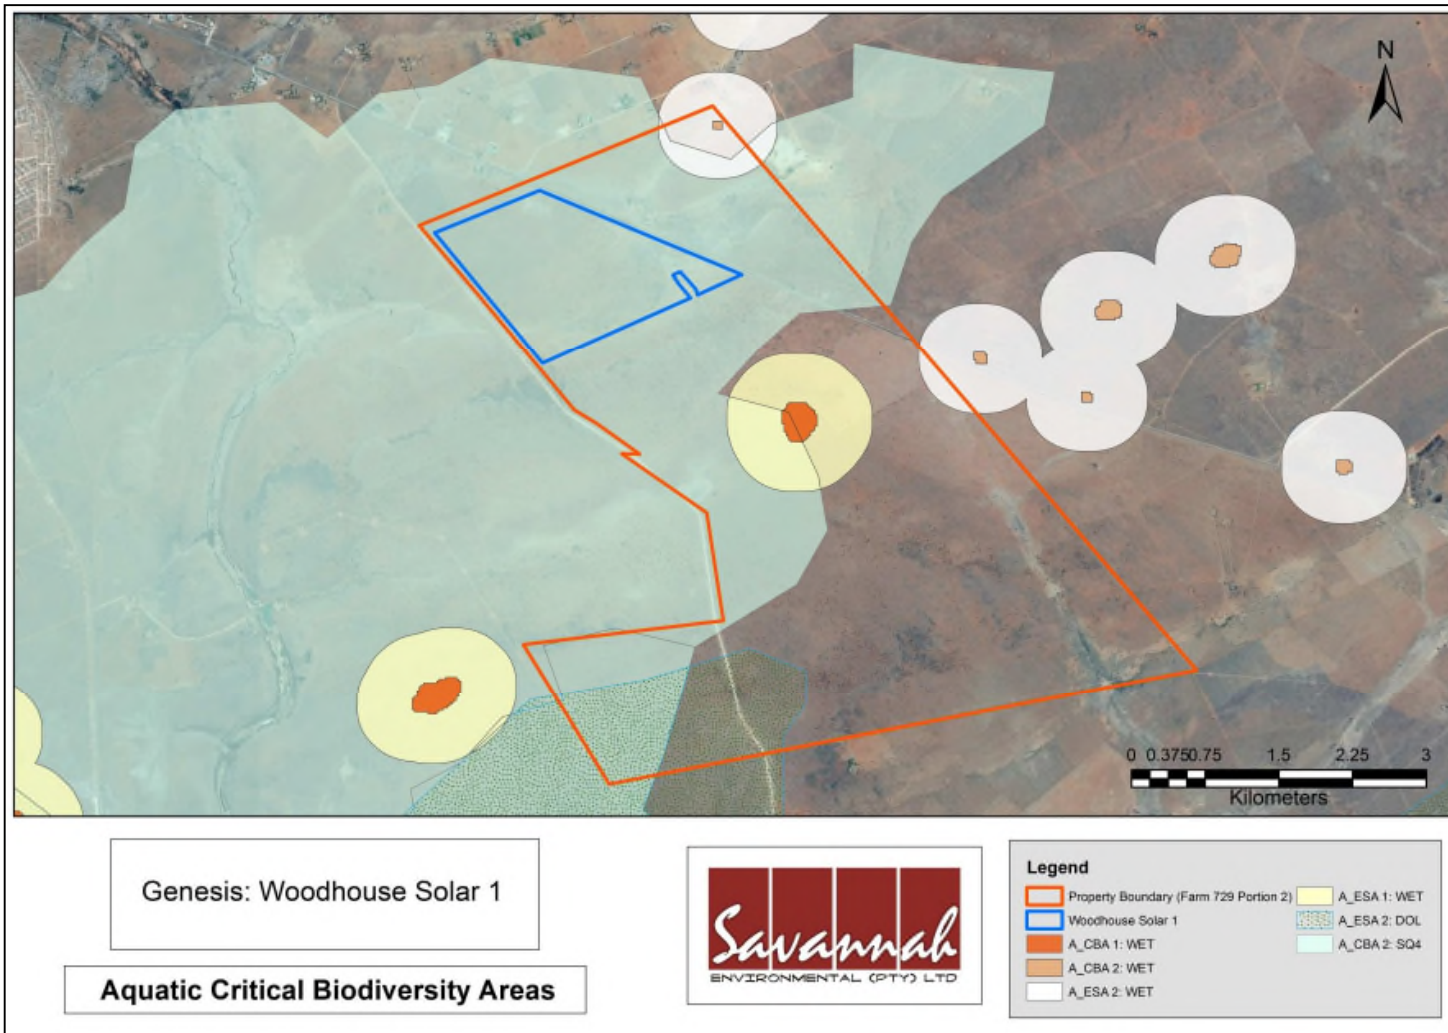 N
0 0.3750.75 1.5 2.25 3
Kilometers
Genesis: Woodhouse Solar 1
Aquatic Critical Biodiversity Areas
Savannah
ENVIRONMENTAL (PTY) LTD
Legend
Property Boundary (Farm 729 Portion 2)
Woodhouse Solar 1
A_CBA 1: WET
A_CBA 2: WET
A_ESA 2: WET
A_ESA 1: WET
A_ESA 2: DOL
A_CBA 2: SQ4